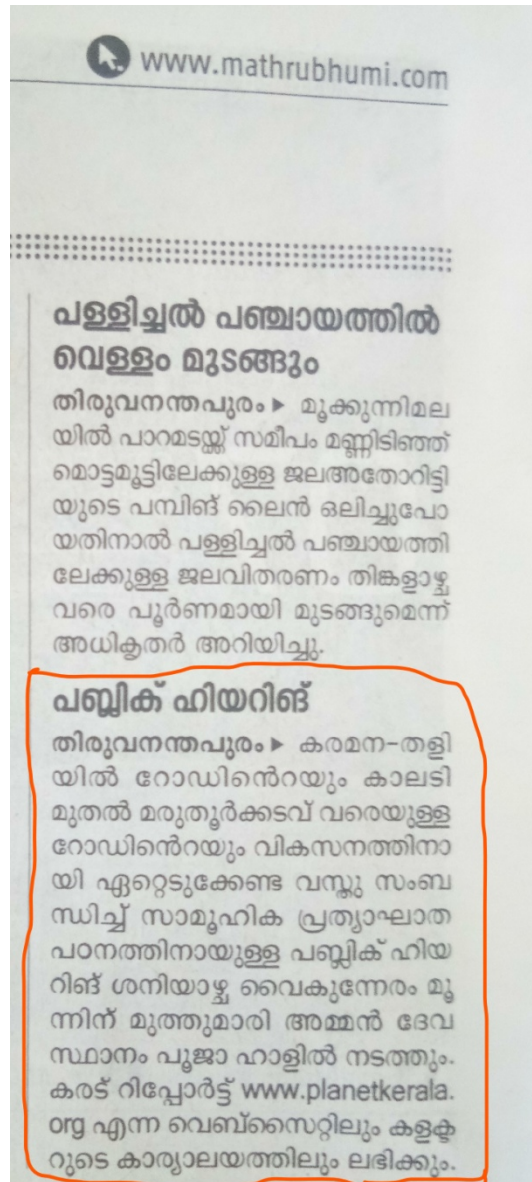 www.mathrubhumi.com
പള്ളിച്ചൽ പഞ്ചായത്തിൽ
വെള്ളം മുടങ്ങും
തിരുവനന്തപുരം▶ മൂക്കുന്നിമല
യിൽ പാറമടയ്ക്ക് സമീപം മണ്ണിടിഞ്ഞ്
മൊട്ടമൂട്ടിലേക്കുള്ള ജലഅതോറിട്ടി
യുടെ പമ്പിങ് ലൈൻ ഒലിച്ചുപോ
യതിനാൽ പള്ളിച്ചൽ പഞ്ചായത്തി
ലേക്കുള്ള ജലവിതരണം തിങ്കളാഴ്ച
വരെ പൂർണമായി മുടങ്ങുമെന്ന്
അധികൃതർ അറിയിച്ചു.
പബ്ലിക് ഹിയറിങ്
തിരുവനന്തപുരം▶ കരമന-തളി
യിൽ റോഡിൻെറയും കാലടി
മുതൽ മരുതൂർക്കടവ് വരെയുള്ള
റോഡിൻെറയും വികസനത്തിനാ
യി ഏറ്റെടുക്കേണ്ട വസ്തു സംബ
ന്ധിച്ച് സാമൂഹിക പ്രത്യാഘാത
പഠനത്തിനായുള്ള പബ്ലിക് ഹിയ
റിങ് ശനിയാഴ്ച വൈകുന്നേരം മൂ
ന്നിന് മുത്തുമാരി അമ്മൻ ദേവ
സ്ഥാനം പൂജാ ഹാളിൽ നടത്തും.
കരട് റിപ്പോർട്ട് www.planetkerala.
org എന്ന വെബ്സൈറ്റിലും കളക്ട
റുടെ കാര്യാലയത്തിലും ലഭിക്കും.